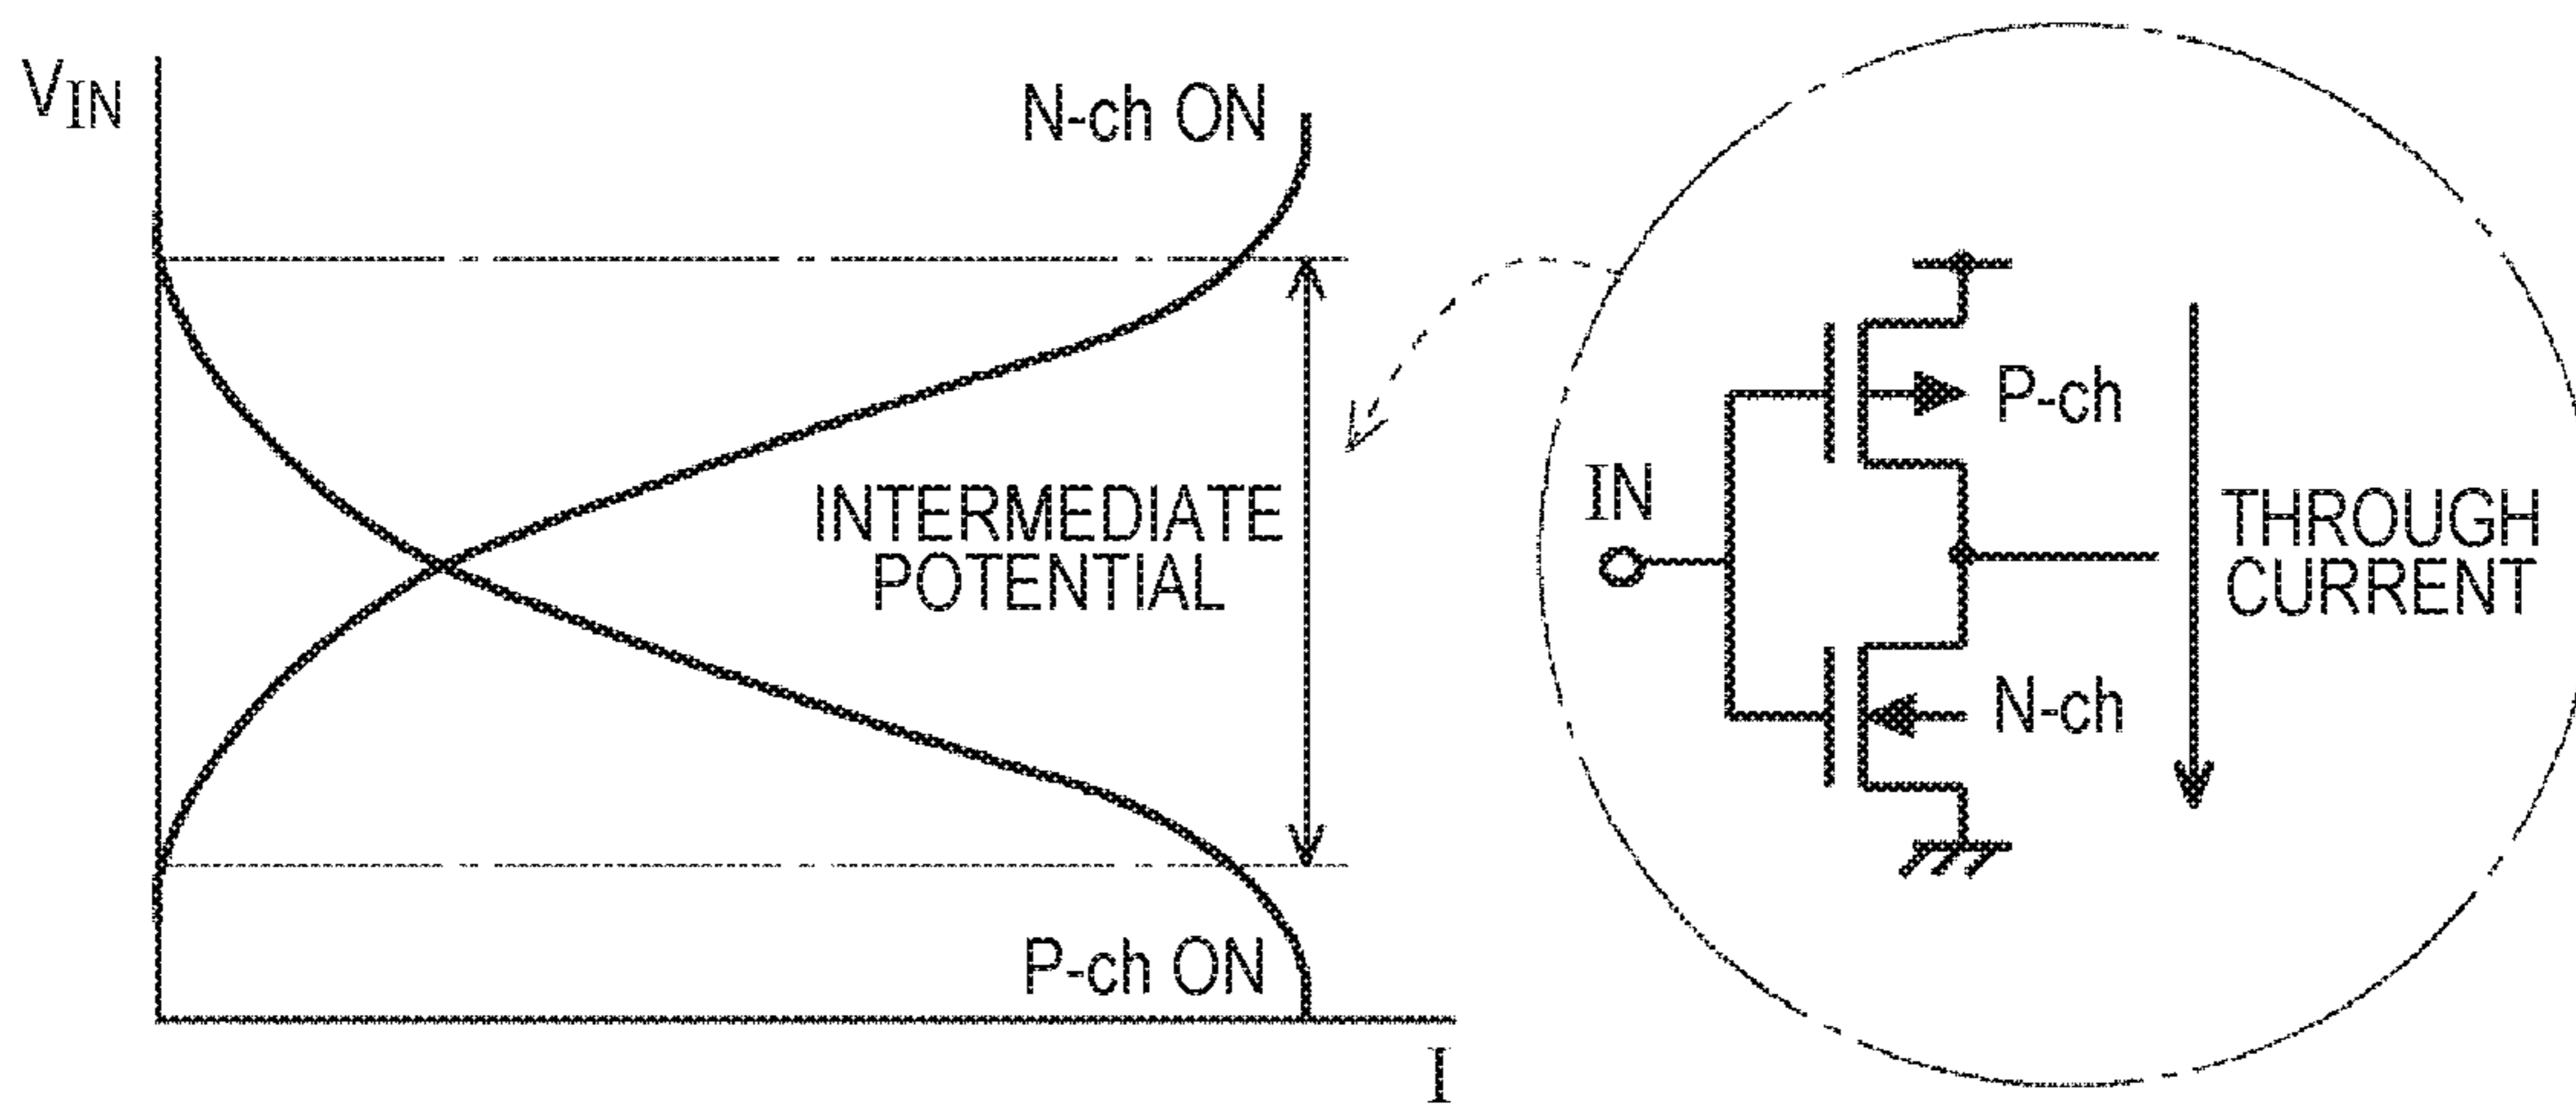 VIN
N-ch ON
INTERMEDIATE
POTENTIAL
P-ch ON
I
IN
P-ch
N-ch
THROUGH
CURRENT